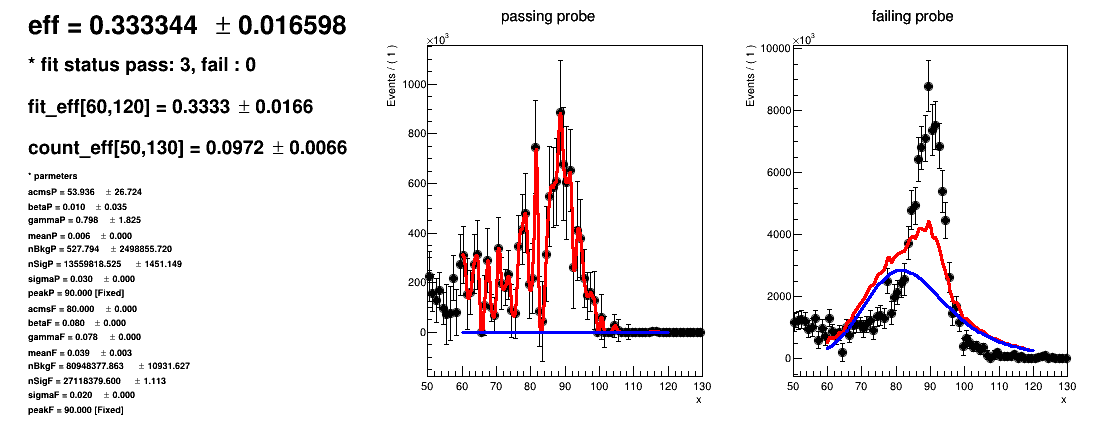 eff = 0.333344 ± 0.016598
* fit status pass: 3, fail : 0
fit_eff[60,120] = 0.3333 ± 0.0166
count_eff[50,130] = 0.0972 ± 0.0066
* parmeters
acmsP = 53.936 ± 26.724
betaP = 0.010 ± 0.035
gammaP = 0.798 ± 1.825
meanP = 0.006 ± 0.000
nBkgP = 527.794 ± 2498855.720
nSigP = 13559818.525 ± 1451.149
sigmaP = 0.030 ± 0.000
peakP = 90.000 [Fixed]
acmsF = 80.000 ± 0.000
betaF = 0.080 ± 0.000
gammaF = 0.078 ± 0.000
meanF = 0.039 ± 0.003
nBkgF = 80948377.863 ± 10931.627
nSigF = 27118379.600 ± 1.113
sigmaF = 0.020 ± 0.000
peakF = 90.000 [Fixed]
passing probe
×10³
Events / ( 1 )
1000
800
600
400
200
0
50 60 70 80 90 100 110 120 130
x
failing probe
×10³
Events / ( 1 )
10000
8000
6000
4000
2000
0
50 60 70 80 90 100 110 120 130
x